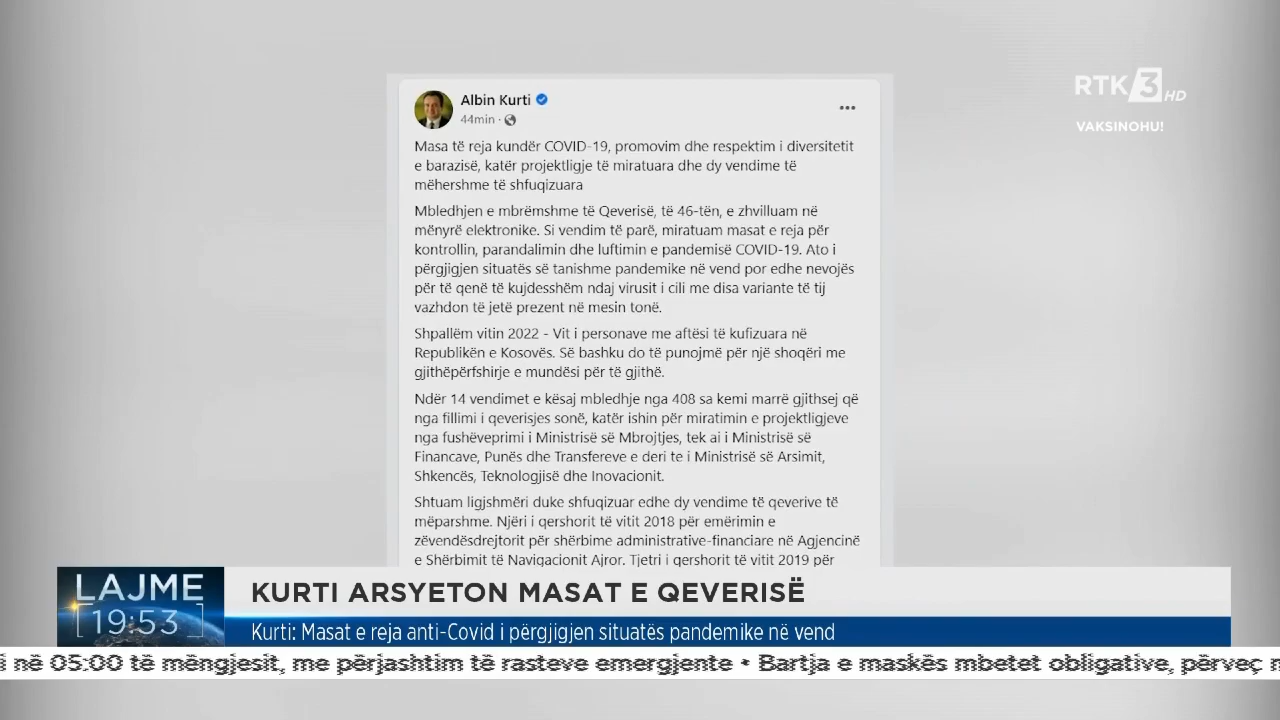 RTK 3 HD
VAKSINOHU!
Albin Kurti
44min ·
Masa të reja kundër COVID-19, promovim dhe respektim i diversitetit
e barazisë, katër projektligje të miratuara dhe dy vendime të
mëhershme të shfuqizuara
Mbledhjen e mbrëmshme të Qeverisë, të 46-tën, e zhvilluam në
mënyrë elektronike. Si vendim të parë, miratuam masat e reja për
kontrollin, parandalimin dhe luftimin e pandemisë COVID-19. Ato i
përgjigjen situatës së tanishme pandemike në vend por edhe nevojës
për të qenë të kujdesshëm ndaj virusit i cili me disa variante të tij
vazhdon të jetë prezent në mesin tonë.
Shpallëm vitin 2022 - Vit i personave me aftësi të kufizuara në
Republikën e Kosovës. Së bashku do të punojmë për një shoqëri me
gjithëpërfshirje e mundësi për të gjithë.
Ndër 14 vendimet e kësaj mbledhje nga 408 sa kemi marrë gjithsej që
nga fillimi i qeverisjes sonë, katër ishin për miratimin e projektligjeve
nga fushëveprimi i Ministrisë së Mbrojtjes, tek ai i Ministrisë së
Financave, Punës dhe Transfereve e deri te i Ministrisë së Arsimit,
Shkencës, Teknologjisë dhe Inovacionit.
Shtuam ligjshmëri duke shfuqizuar edhe dy vendime të qeverive të
mëparshme. Njëri i qershorit të vitit 2018 për emërimin e
zëvendësdrejtorit për shërbime administrative-financiare në Agjencinë
e Shërbimit të Navigacionit Ajror. Tjetri i qershorit të vitit 2019 për
LAJME
19:53
KURTI ARSYETON MASAT E QEVERISË
Kurti: Masat e reja anti-Covid i përgjigjen situatës pandemike në vend
i në 05:00 të mëngjesit, me përjashtim të rasteve emergjente • Bartja e maskës mbetet obligative, përveç